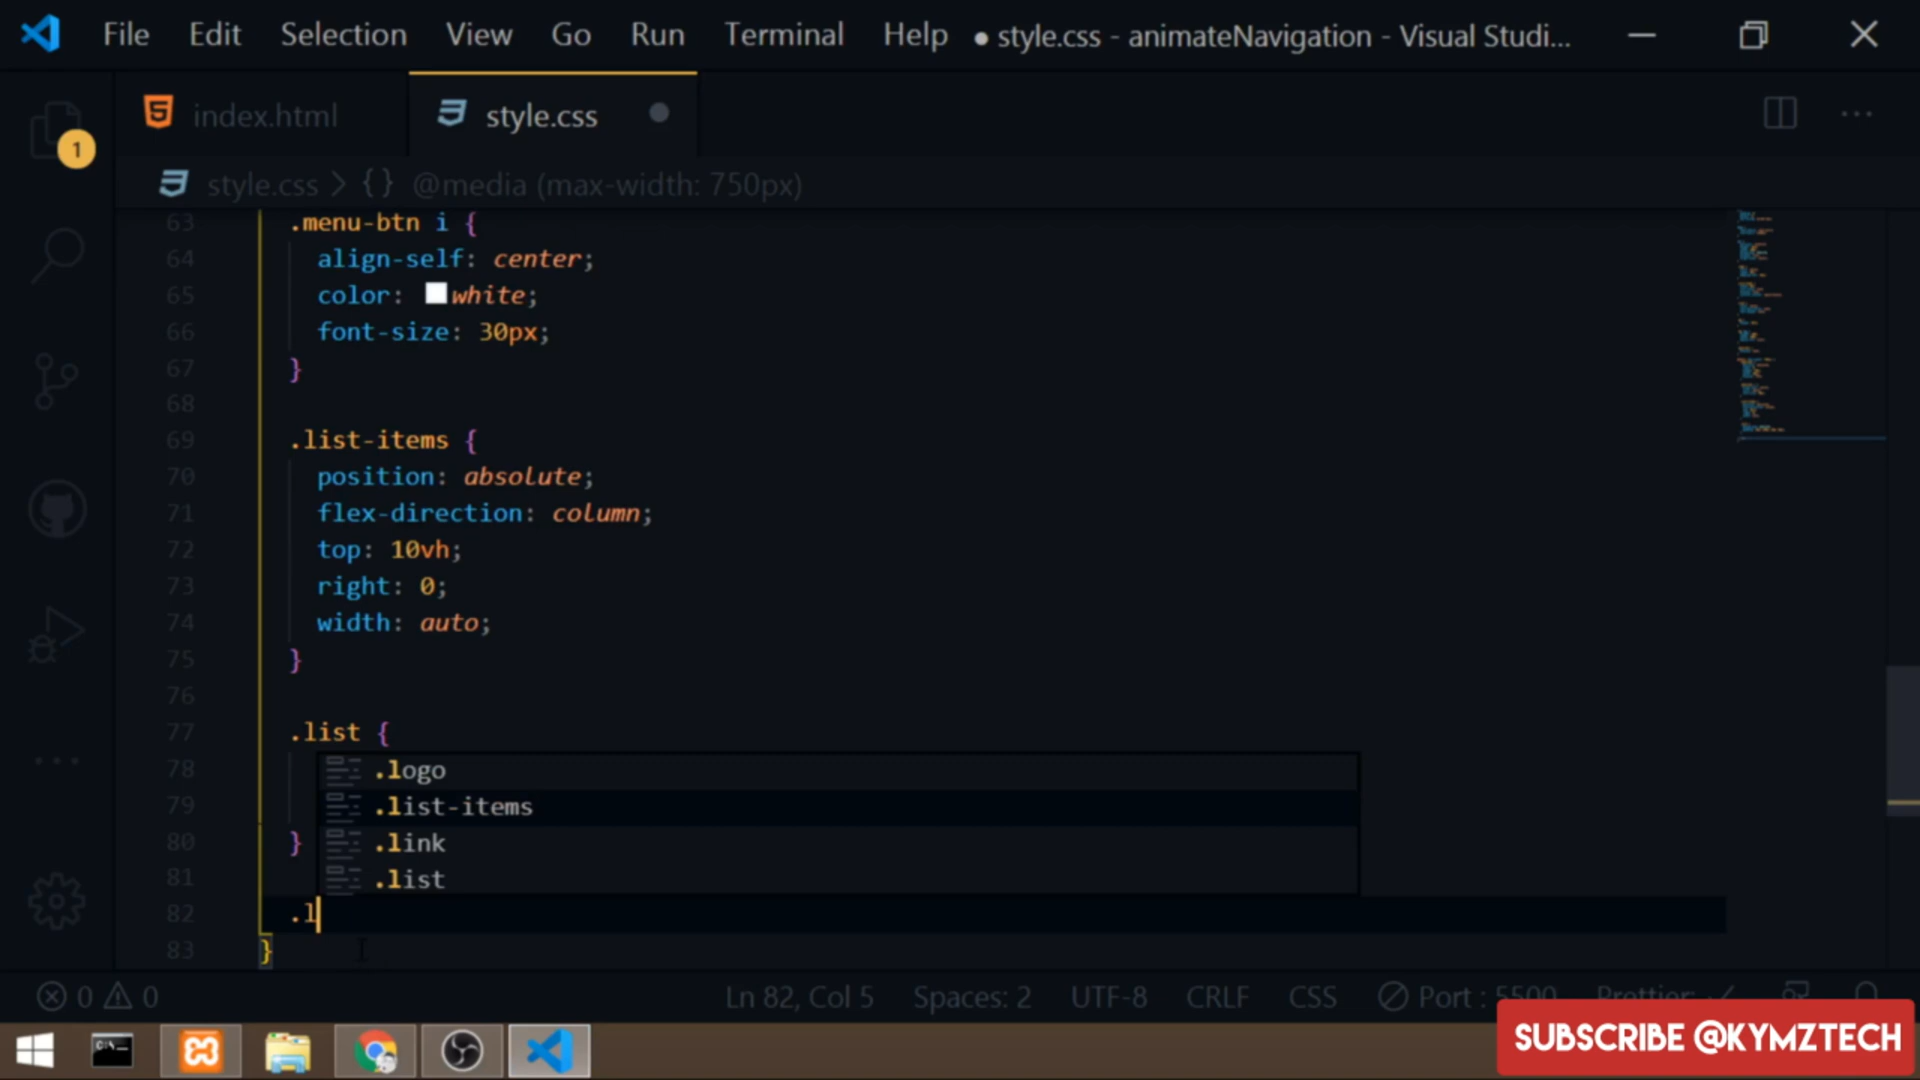 File Edit Selection View Go Run Terminal Help ● style.css - animateNavigation - Visual Studi...
index.html style.css
1
style.css > {} @media (max-width: 750px)
63 .menu-btn i {
64 align-self: center;
65 color: white;
66 font-size: 30px;
67 }
68
69 .list-items {
70 position: absolute;
71 flex-direction: column;
72 top: 10vh;
73 right: 0;
74 width: auto;
75 }
76
77 .list {
78 .logo
79 .list-items
80 } .link
81 .list
82 .l
83 }
0 0 Ln 82, Col 5 Spaces: 2 UTF-8 CRLF CSS Port : 5500 Prettier: ✓
SUBSCRIBE @KYMZTECH